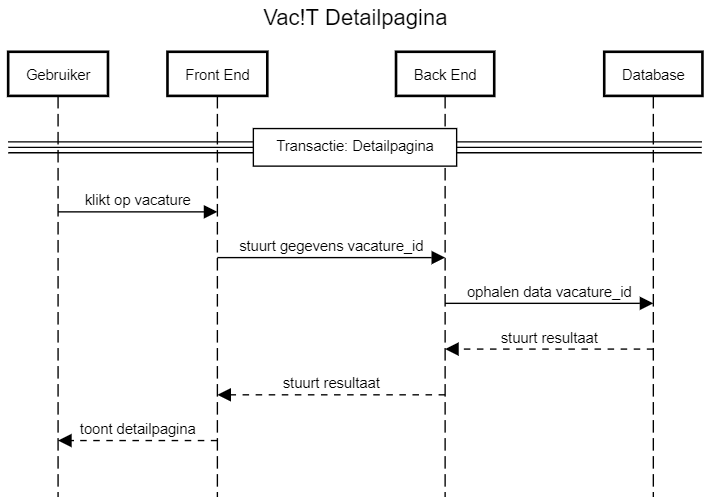 Vac!T Detailpagina
Gebruiker
Front End
Back End
Database
Transactie: Detailpagina
klikt op vacature
stuurt gegevens vacature_id
ophalen data vacature_id
stuurt resultaat
stuurt resultaat
toont detailpagina